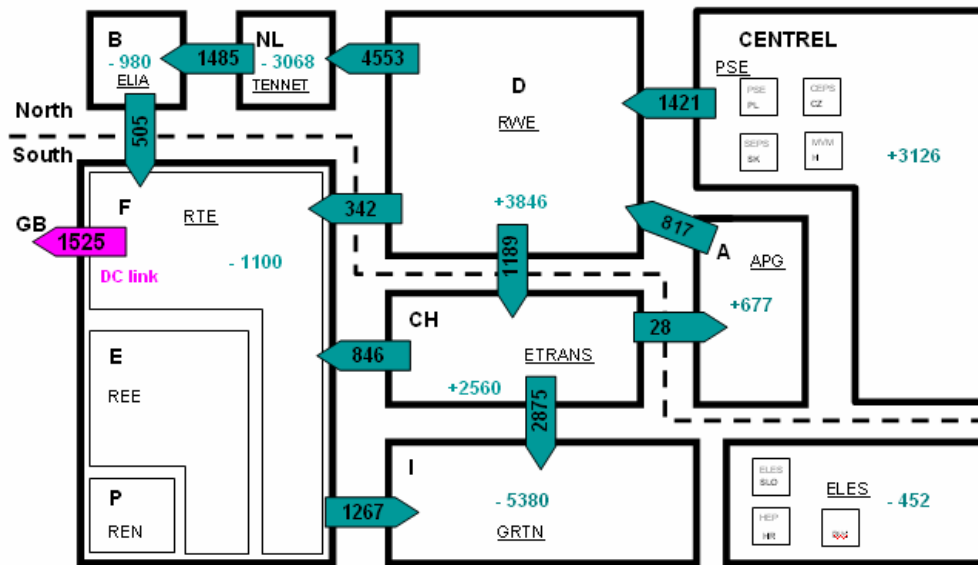 B
- 980
ELIA
1485
NL
- 3068
TENNET
4553
D
RWE
+3846
1421
CENTREL
PSE
PSE
PL
CEPS
CZ
SEPS
SK
MVM
H
+3126
North
South
505
F
RTE
- 1100
GB
1525
DC link
342
1189
817
A
APG
+677
CH
ETRANS
+2560
846
28
2875
E
REE
P
REN
1267
I
- 5380
GRTN
ELES
SLO
HEP
HR
ELES
- 452